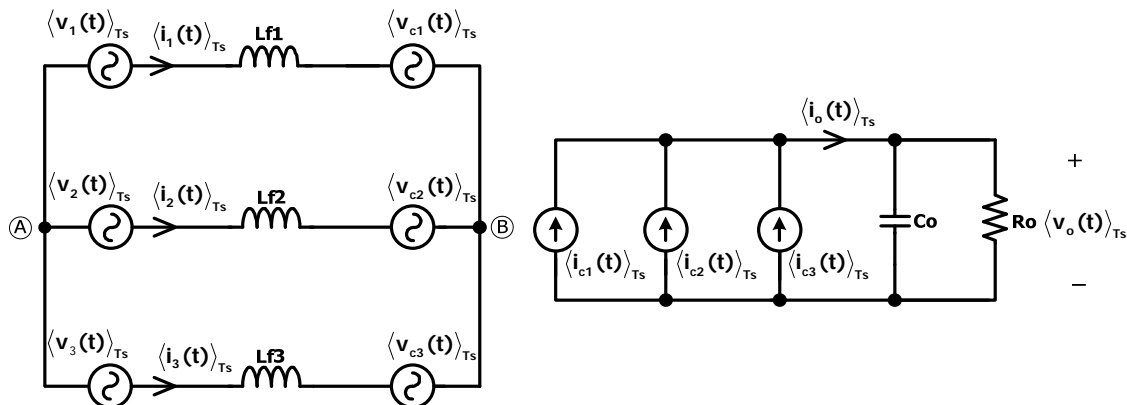 ⟨v₁(t)⟩Ts ⟨i₁(t)⟩Ts Lf1 ⟨vc1(t)⟩Ts
⟨v₂(t)⟩Ts ⟨i₂(t)⟩Ts Lf2 ⟨vc2(t)⟩Ts
A B
⟨v₃(t)⟩Ts ⟨i₃(t)⟩Ts Lf3 ⟨vc3(t)⟩Ts
⟨io(t)⟩Ts
+
Co Ro ⟨vo(t)⟩Ts
⟨ic1(t)⟩Ts ⟨ic2(t)⟩Ts ⟨ic3(t)⟩Ts
−